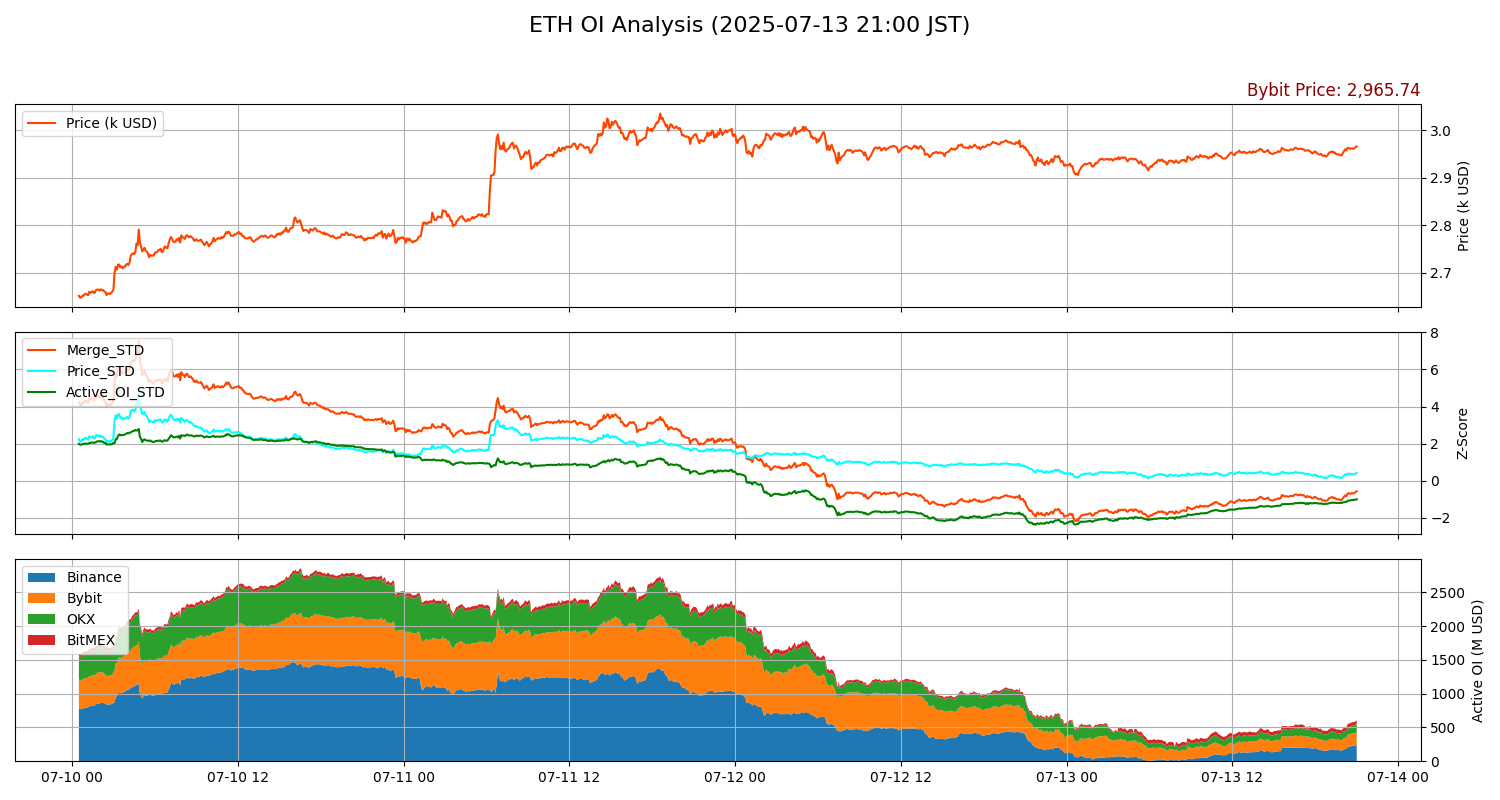 ETH OI Analysis (2025-07-13 21:00 JST)
Bybit Price: 2,965.74
Price (k USD)
3.0
2.9
2.8
2.7
Price (k USD)
Merge_STD
Price_STD
Active_OI_STD
8
6
4
2
0
−2
Z-Score
Binance
Bybit
OKX
BitMEX
2500
2000
1500
1000
500
0
Active OI (M USD)
07-10 00 07-10 12 07-11 00 07-11 12 07-12 00 07-12 12 07-13 00 07-13 12 07-14 00